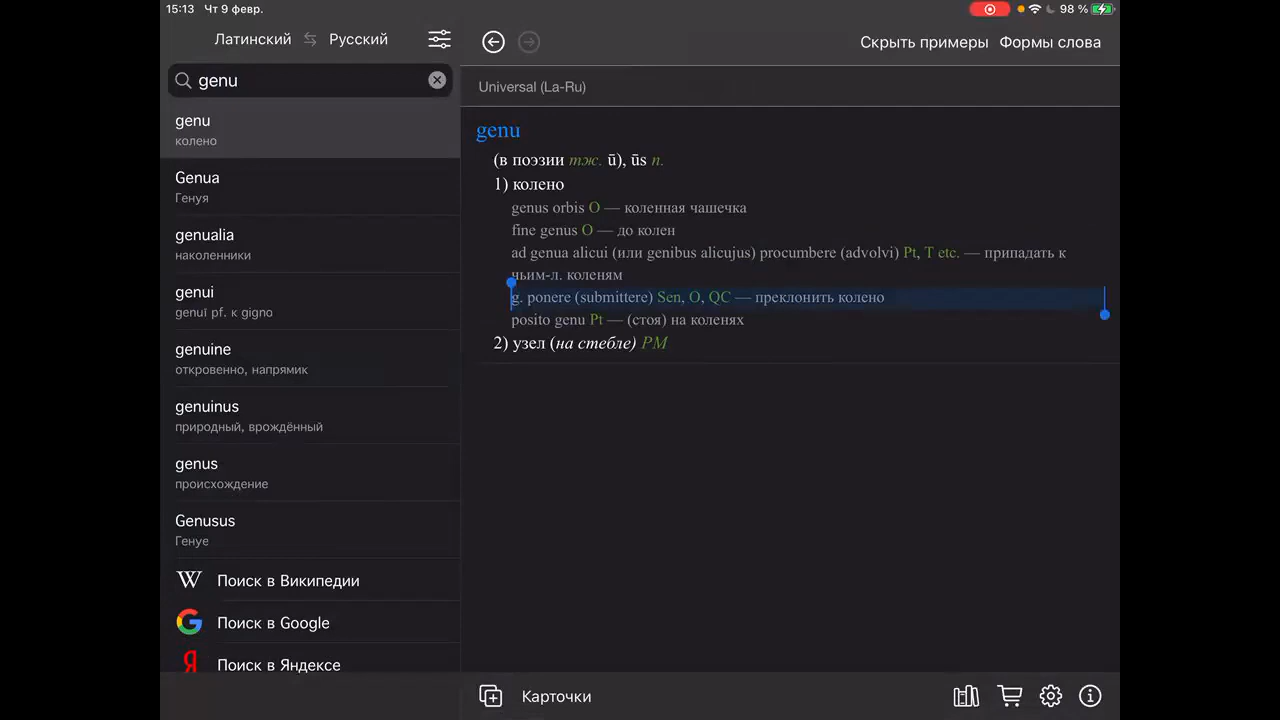 15:13 Чт 9 февр.
98 %
Латинский Русский
genu
genu
колено
Genua
Генуя
genualia
наколенники
genui
genuī pf. к gigno
genuine
откровенно, напрямик
genuinus
природный, врождённый
genus
происхождение
Genusus
Генуе
Поиск в Википедии
Поиск в Google
Поиск в Яндексе
Скрыть примеры Формы слова
Universal (La-Ru)
genu
(в поэзии тж. ū), ūs n.
1) колено
genus orbis O — коленная чашечка
fine genus O — до колен
ad genua alicui (или genibus alicujus) procumbere (advolvi) Pt, T etc. — припадать к
чьим-л. коленям
g. ponere (submittere) Sen, O, QC — преклонить колено
posito genu Pt — (стоя) на коленях
2) узел (на стебле) PM
Карточки